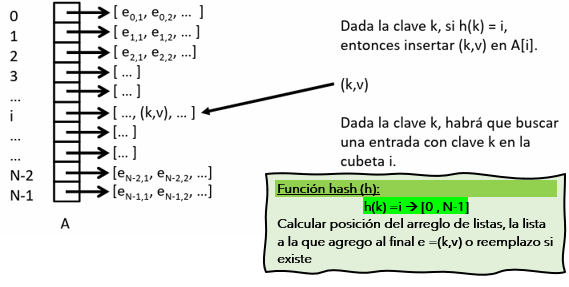 0
[ e0,1, e0,2, ... ]
1
[ e1,1, e1,2, ... ]
2
[ e2,1, e2,2, ...]
3
[ ... ]
...
[ ... ]
i
[ ..., (k,v), ... ]
...
[... ]
...
[... ]
N-2
[eN-2,1, eN-2,2, ...]
N-1
[eN-1,1, eN-1,2, ...]
A
Dada la clave k, si h(k) = i,
entonces insertar (k,v) en A[i].
(k,v)
Dada la clave k, habrá que buscar
una entrada con clave k en la
cubeta i.
Función hash (h):
h(k) =i → [0 , N-1]
Calcular posición del arreglo de listas, la lista
a la que agrego al final e =(k,v) o reemplazo si
existe